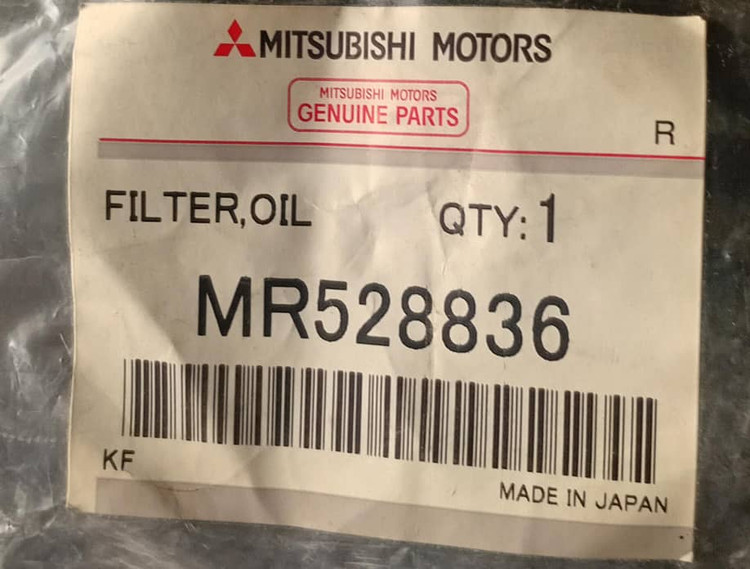 MITSUBISHI MOTORS
MITSUBISHI MOTORS
GENUINE PARTS
R
FILTER,OIL QTY: 1
MR528836
KF
MADE IN JAPAN